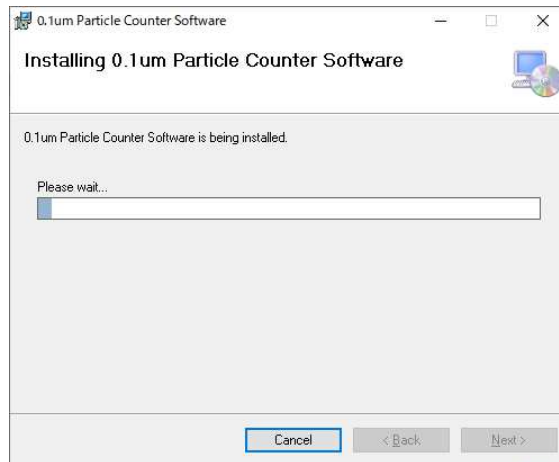 0.1um Particle Counter Software
Installing 0.1um Particle Counter Software
0.1um Particle Counter Software is being installed.
Please wait...
Cancel
< Back
Next >